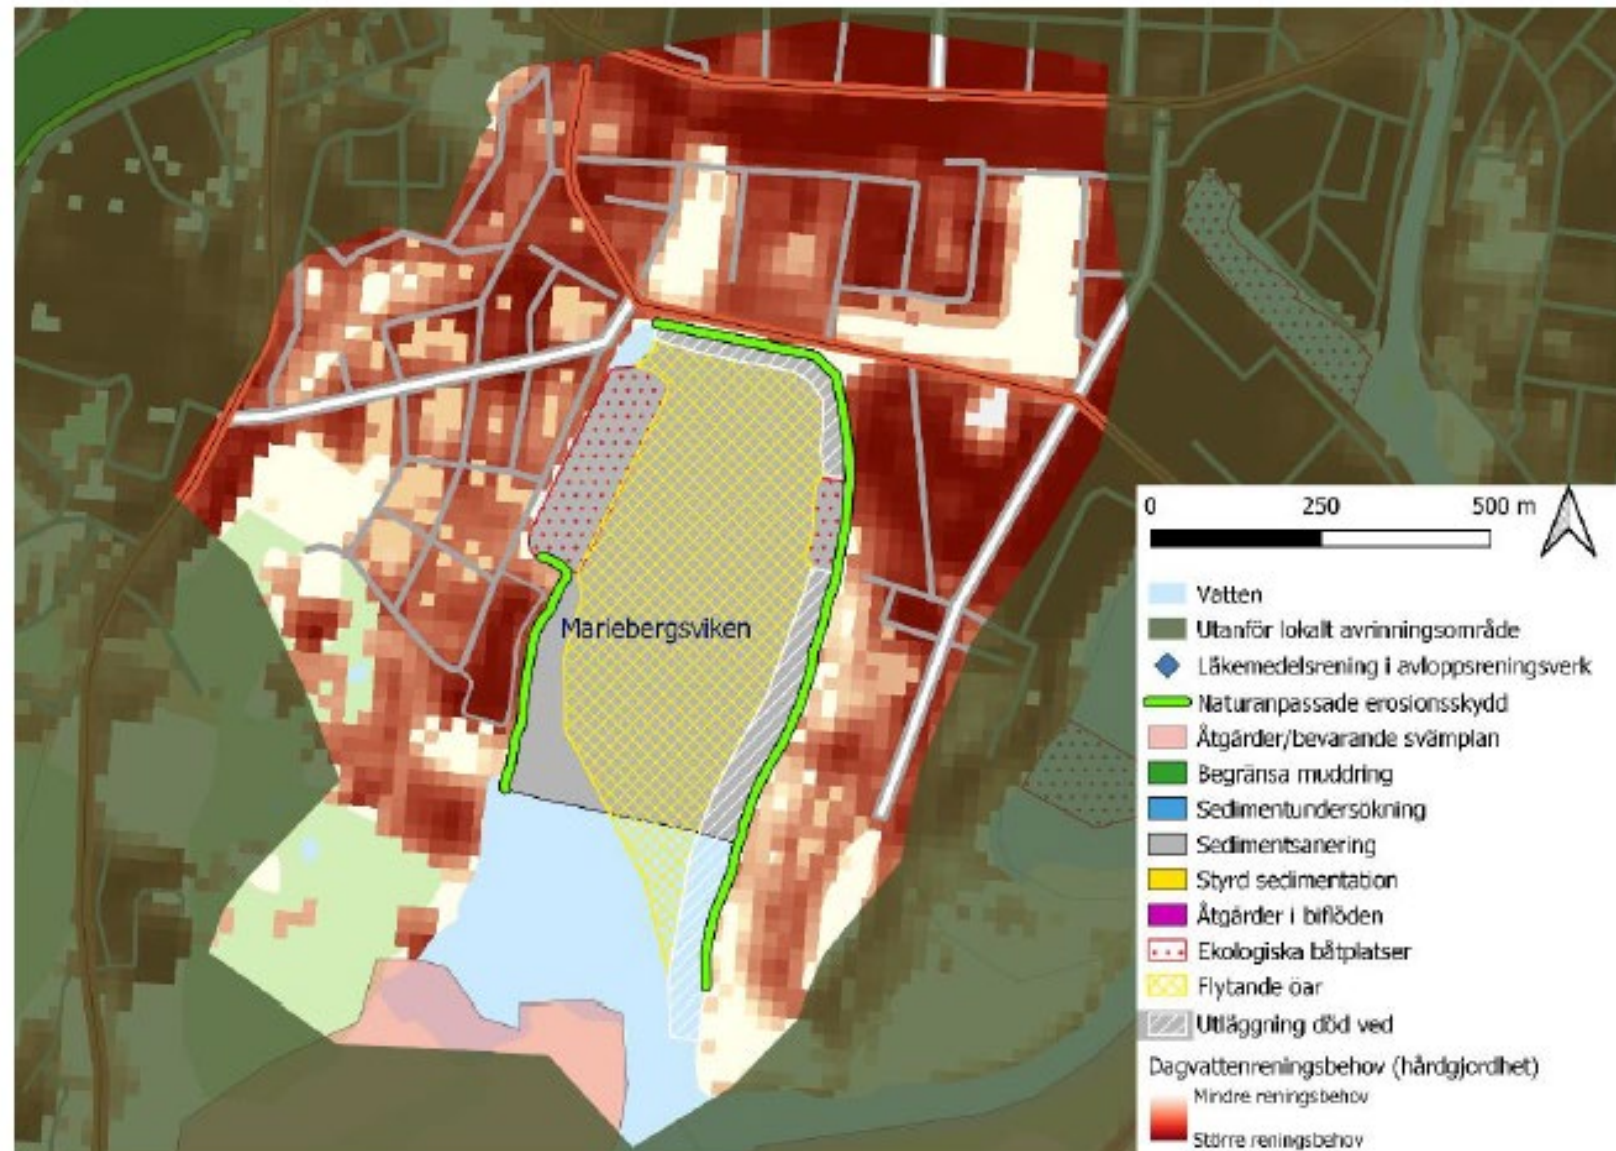 Mariebergsviken
0 250 500 m
Vatten
Utanför lokalt avrinningsområde
Läkemedelsrening i avloppsreningsverk
Naturanpassade erosionsskydd
Åtgärder/bevarande svämplan
Begränsa muddring
Sedimentundersökning
Sedimentsanering
Styrd sedimentation
Åtgärder i biflöden
Ekologiska båtplatser
Flytande öar
Utläggning död ved
Dagvattenreningsbehov (hårdgjordhet)
Mindre reningsbehov
Större reningsbehov